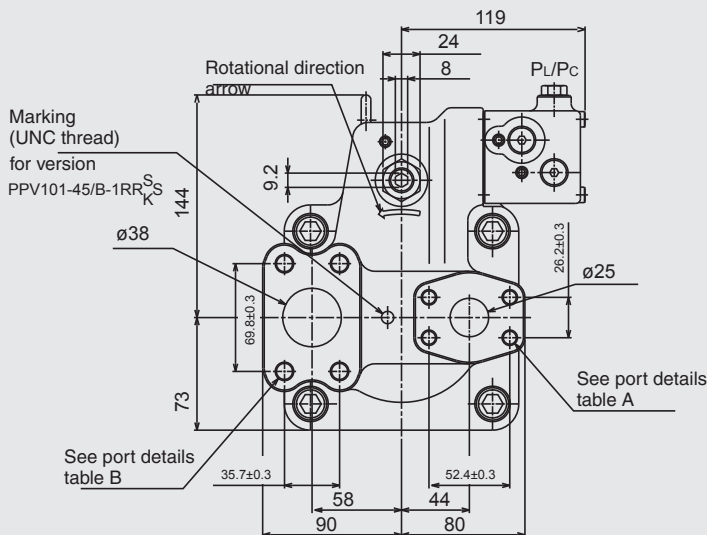 119
24
8
Rotational direction
arrow
PL/PC
Marking
(UNC thread)
for version
PPV101-45/B-1RRSKS
9.2
144
ø38
26.2±0.3
ø25
69.8±0.3
73
See port details
table A
See port details
table B
35.7±0.3
52.4±0.3
58
44
90
80